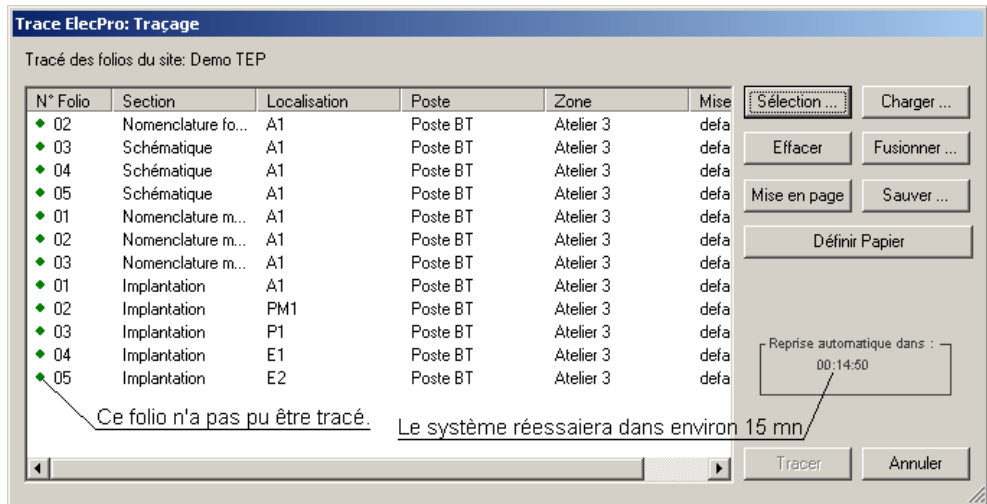 Trace ElecPro: Traçage
Tracé des folios du site: Demo TEP
N° Folio Section Localisation Poste Zone Mise
02 Nomenclature fo... A1 Poste BT Atelier 3 defa
03 Schématique A1 Poste BT Atelier 3 defa
04 Schématique A1 Poste BT Atelier 3 defa
05 Schématique A1 Poste BT Atelier 3 defa
01 Nomenclature m... A1 Poste BT Atelier 3 defa
02 Nomenclature m... A1 Poste BT Atelier 3 defa
03 Nomenclature m... A1 Poste BT Atelier 3 defa
01 Implantation A1 Poste BT Atelier 3 defa
02 Implantation PM1 Poste BT Atelier 3 defa
03 Implantation P1 Poste BT Atelier 3 defa
04 Implantation E1 Poste BT Atelier 3 defa
05 Implantation E2 Poste BT Atelier 3 defa
Ce folio n'a pas pu être tracé.
Le système réessaiera dans environ 15 mn
Sélection ... Charger ...
Effacer Fusionner ...
Mise en page Sauver ...
Définir Papier
Reprise automatique dans :
00:14:50
Tracer Annuler